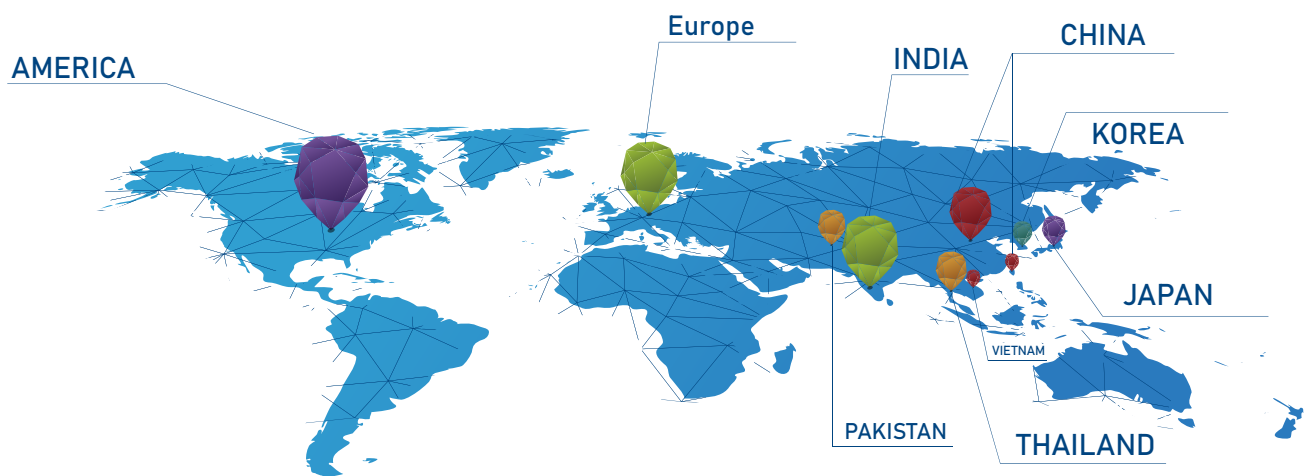 Europe
CHINA
AMERICA
INDIA
KOREA
JAPAN
VIETNAM
PAKISTAN
THAILAND